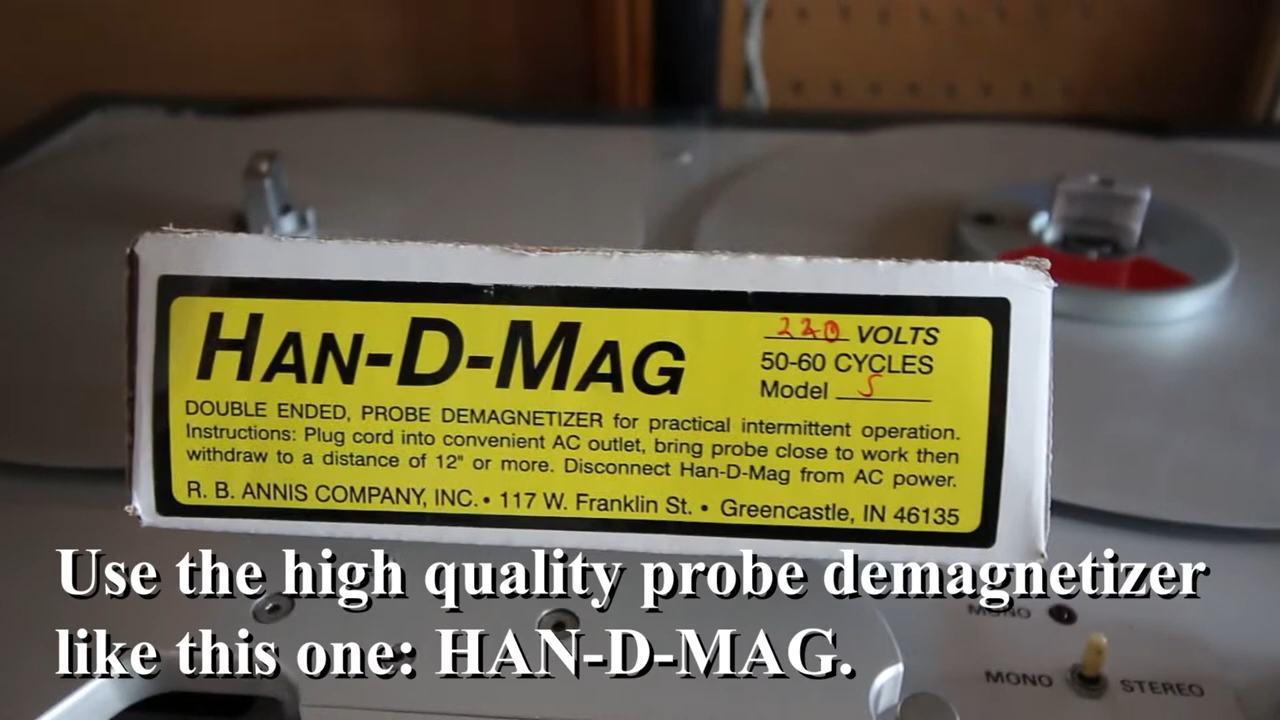 HAN-D-MAG
220 VOLTS
50-60 CYCLES
Model S
DOUBLE ENDED, PROBE DEMAGNETIZER for practical intermittent operation.
Instructions: Plug cord into convenient AC outlet, bring probe close to work then
withdraw to a distance of 12" or more. Disconnect Han-D-Mag from AC power.
R. B. ANNIS COMPANY, INC. • 117 W. Franklin St. • Greencastle, IN 46135
Use the high quality probe demagnetizer
like this one: HAN-D-MAG.
MONO
MONO STEREO